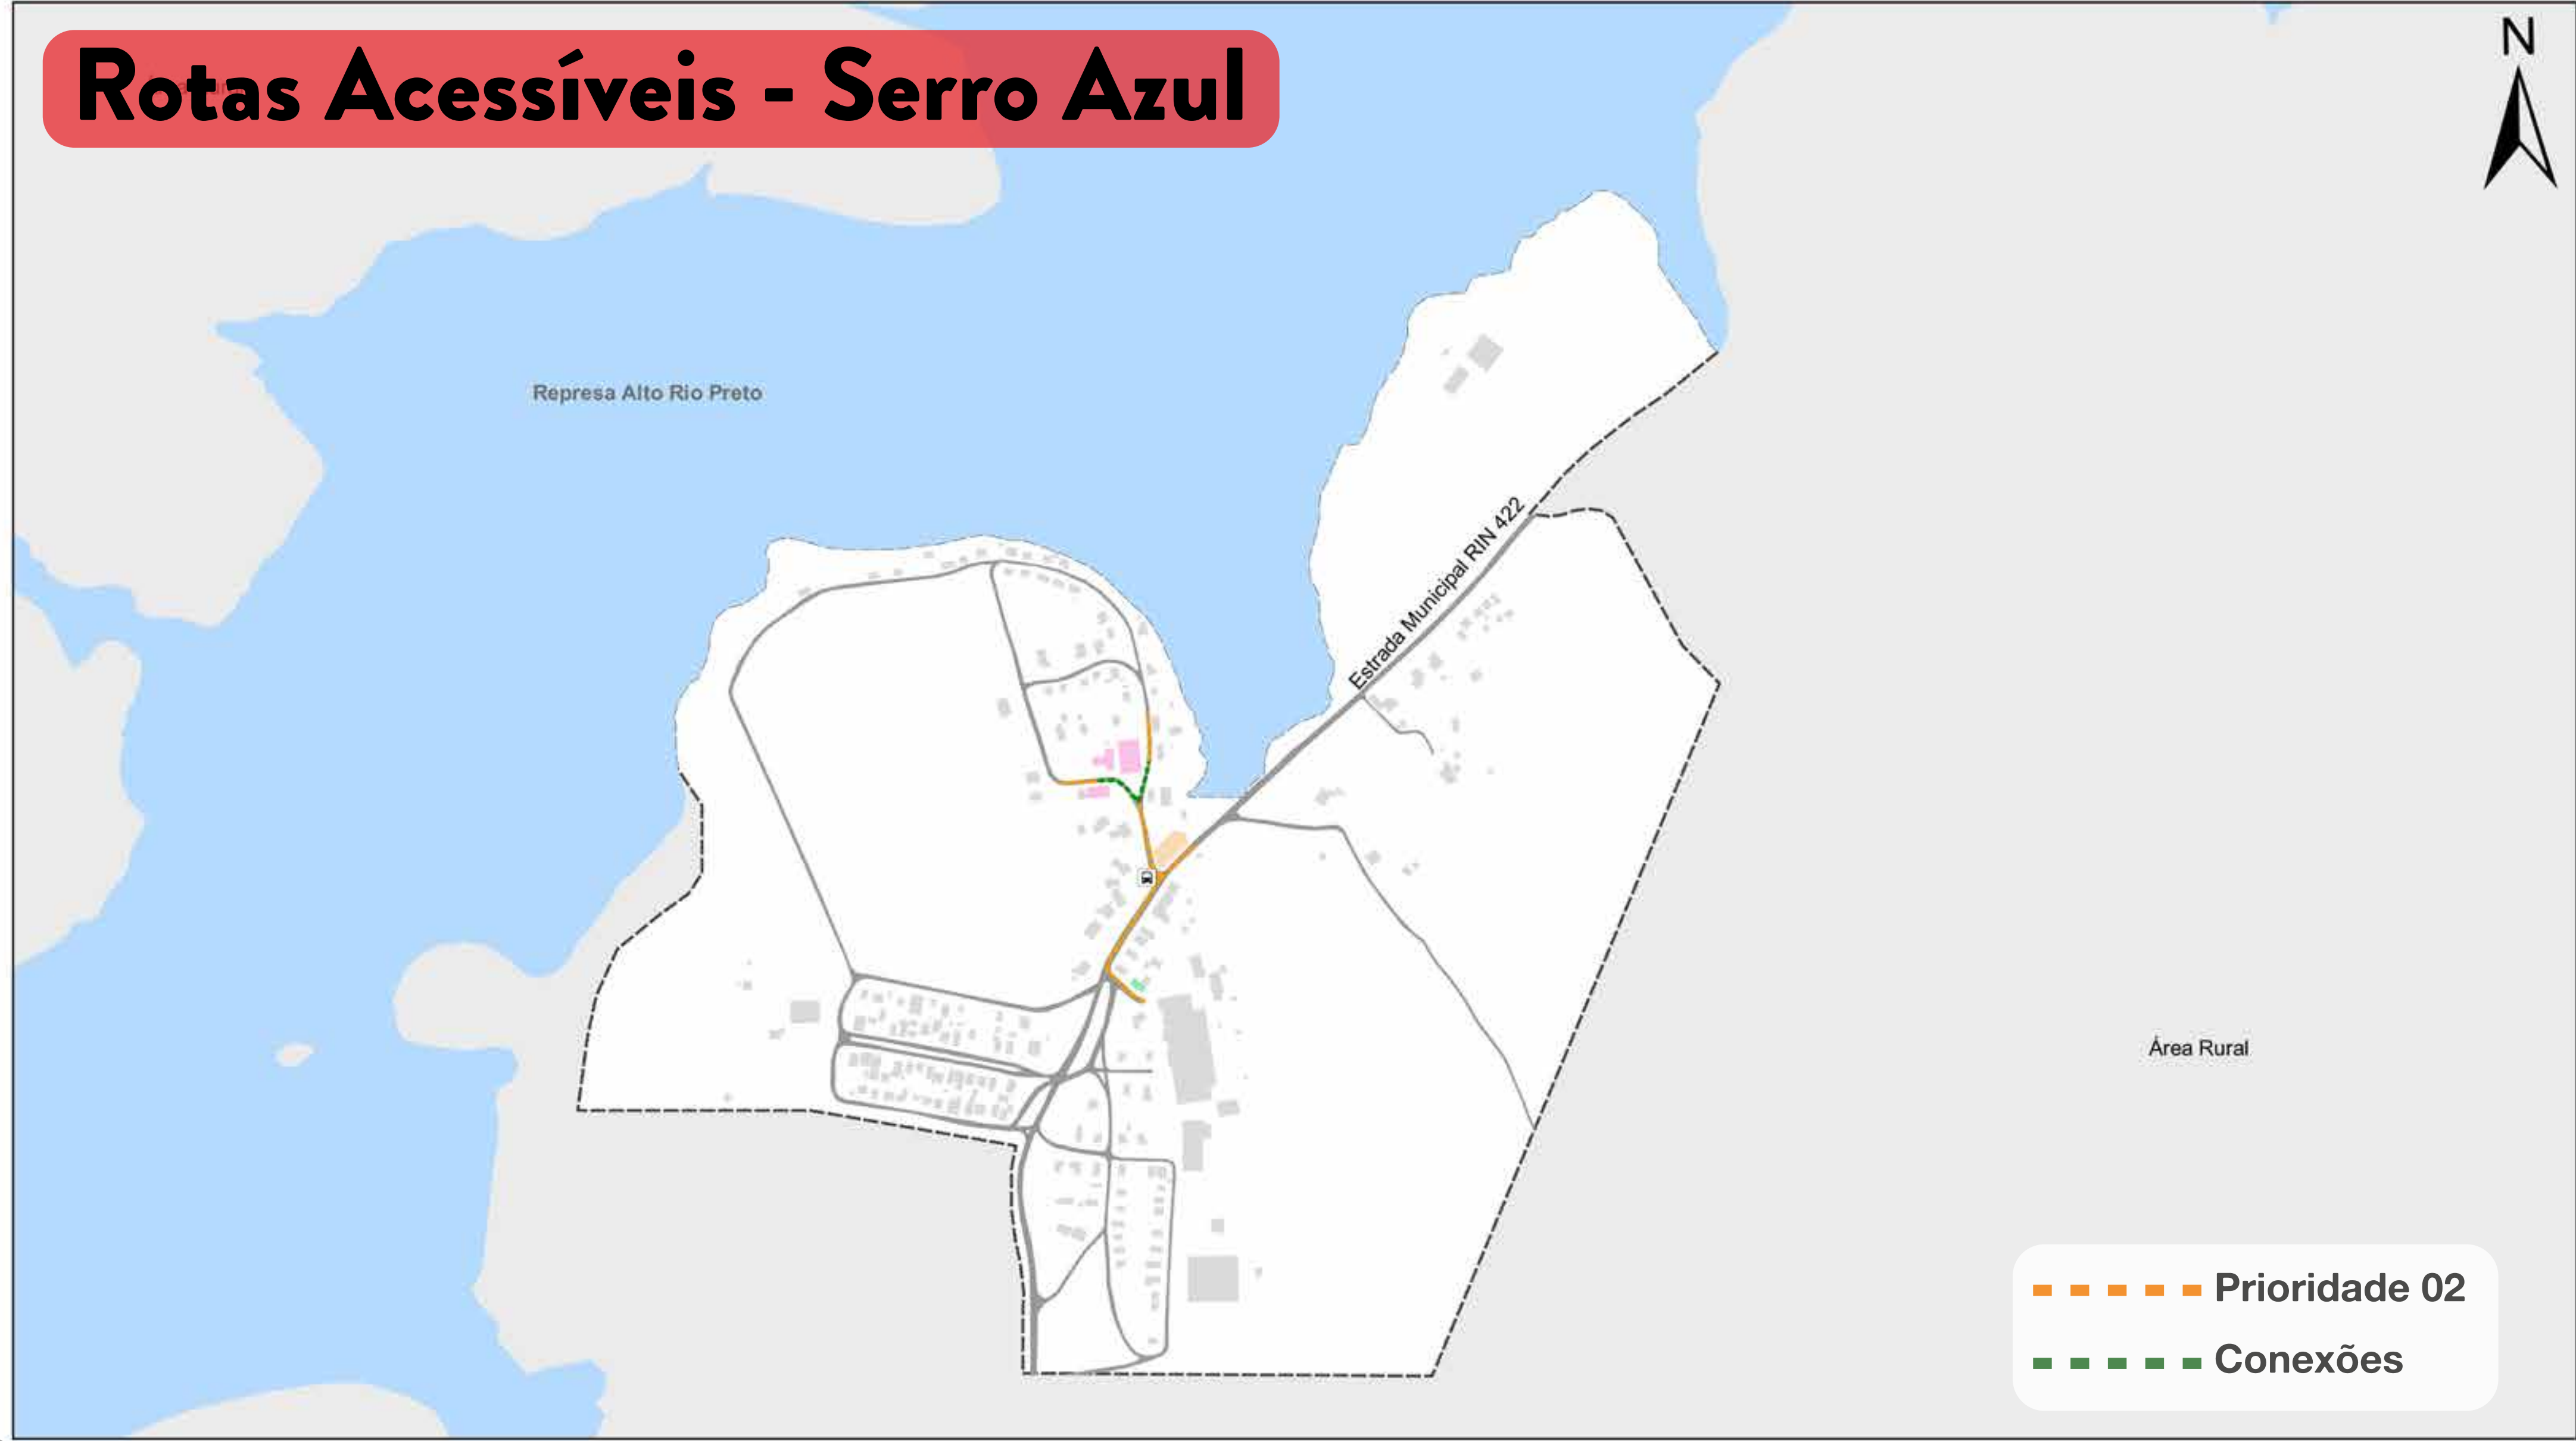 Rotas Acessíveis - Serro Azul
N
Represa Alto Rio Preto
Estrada Municipal RIN 422
Área Rural
Prioridade 02
Conexões